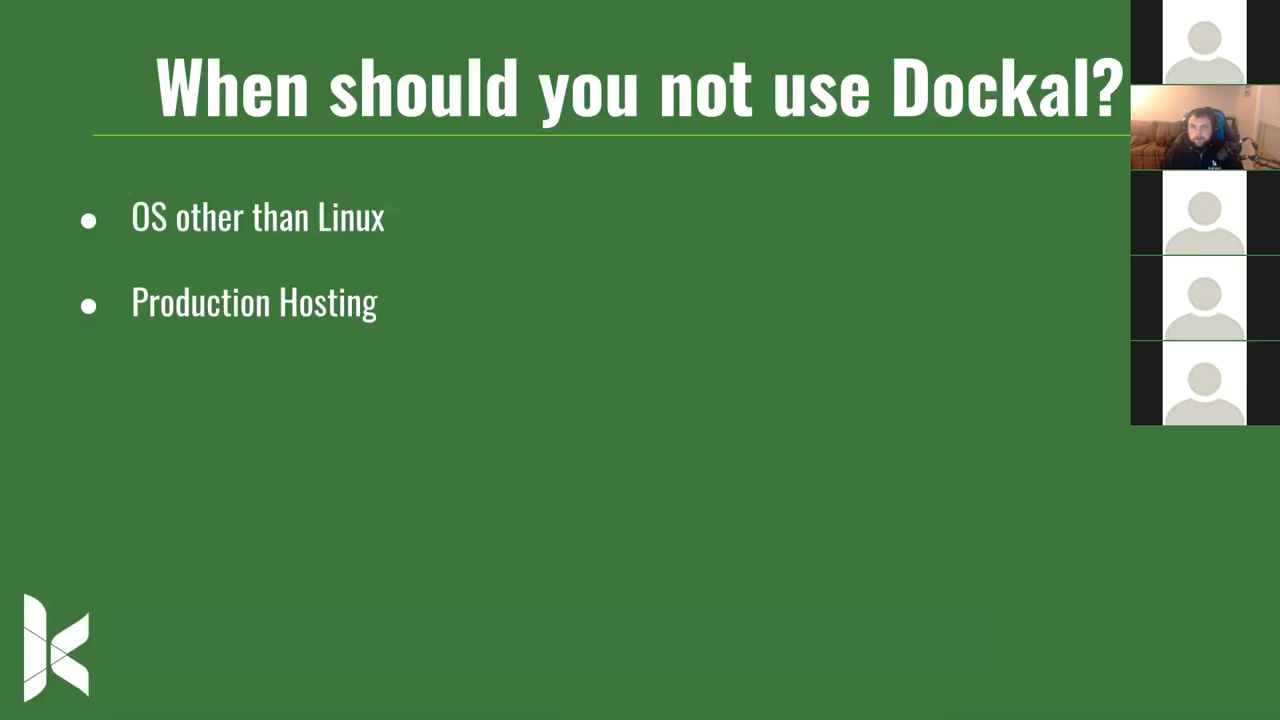 When should you not use Dockal?
OS other than Linux
Production Hosting